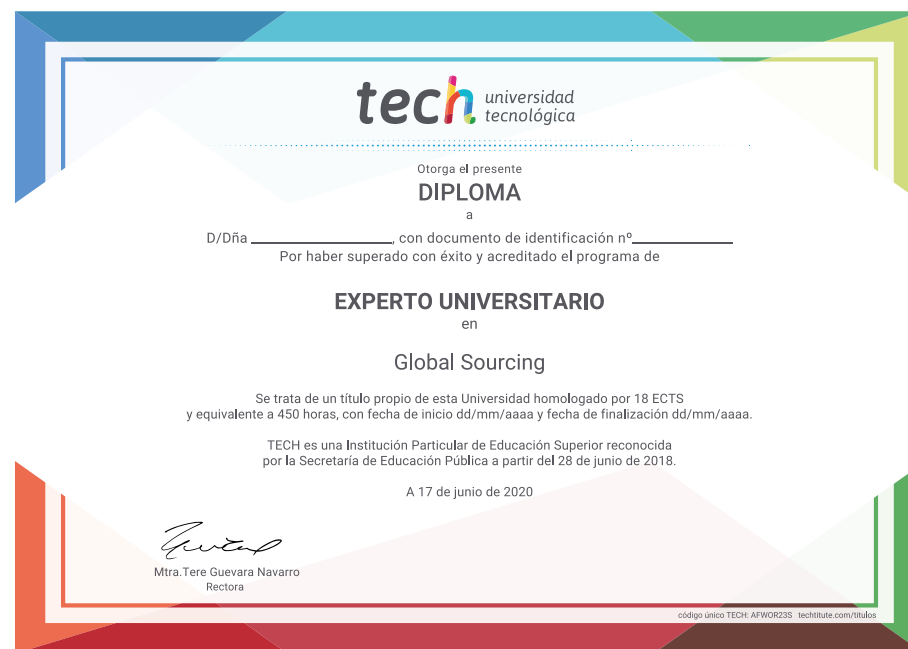 tech universidad
tecnológica
Otorga el presente
DIPLOMA
a
D/Dña ______________, con documento de identificación nº______________
Por haber superado con éxito y acreditado el programa de
EXPERTO UNIVERSITARIO
en
Global Sourcing
Se trata de un título propio de esta Universidad homologado por 18 ECTS
y equivalente a 450 horas, con fecha de inicio dd/mm/aaaa y fecha de finalización dd/mm/aaaa.
TECH es una Institución Particular de Educación Superior reconocida
por la Secretaría de Educación Pública a partir del 28 de junio de 2018.
A 17 de junio de 2020
Mtra.Tere Guevara Navarro
Rectora
código único TECH: AFWOR23S techtitute.com/titulos